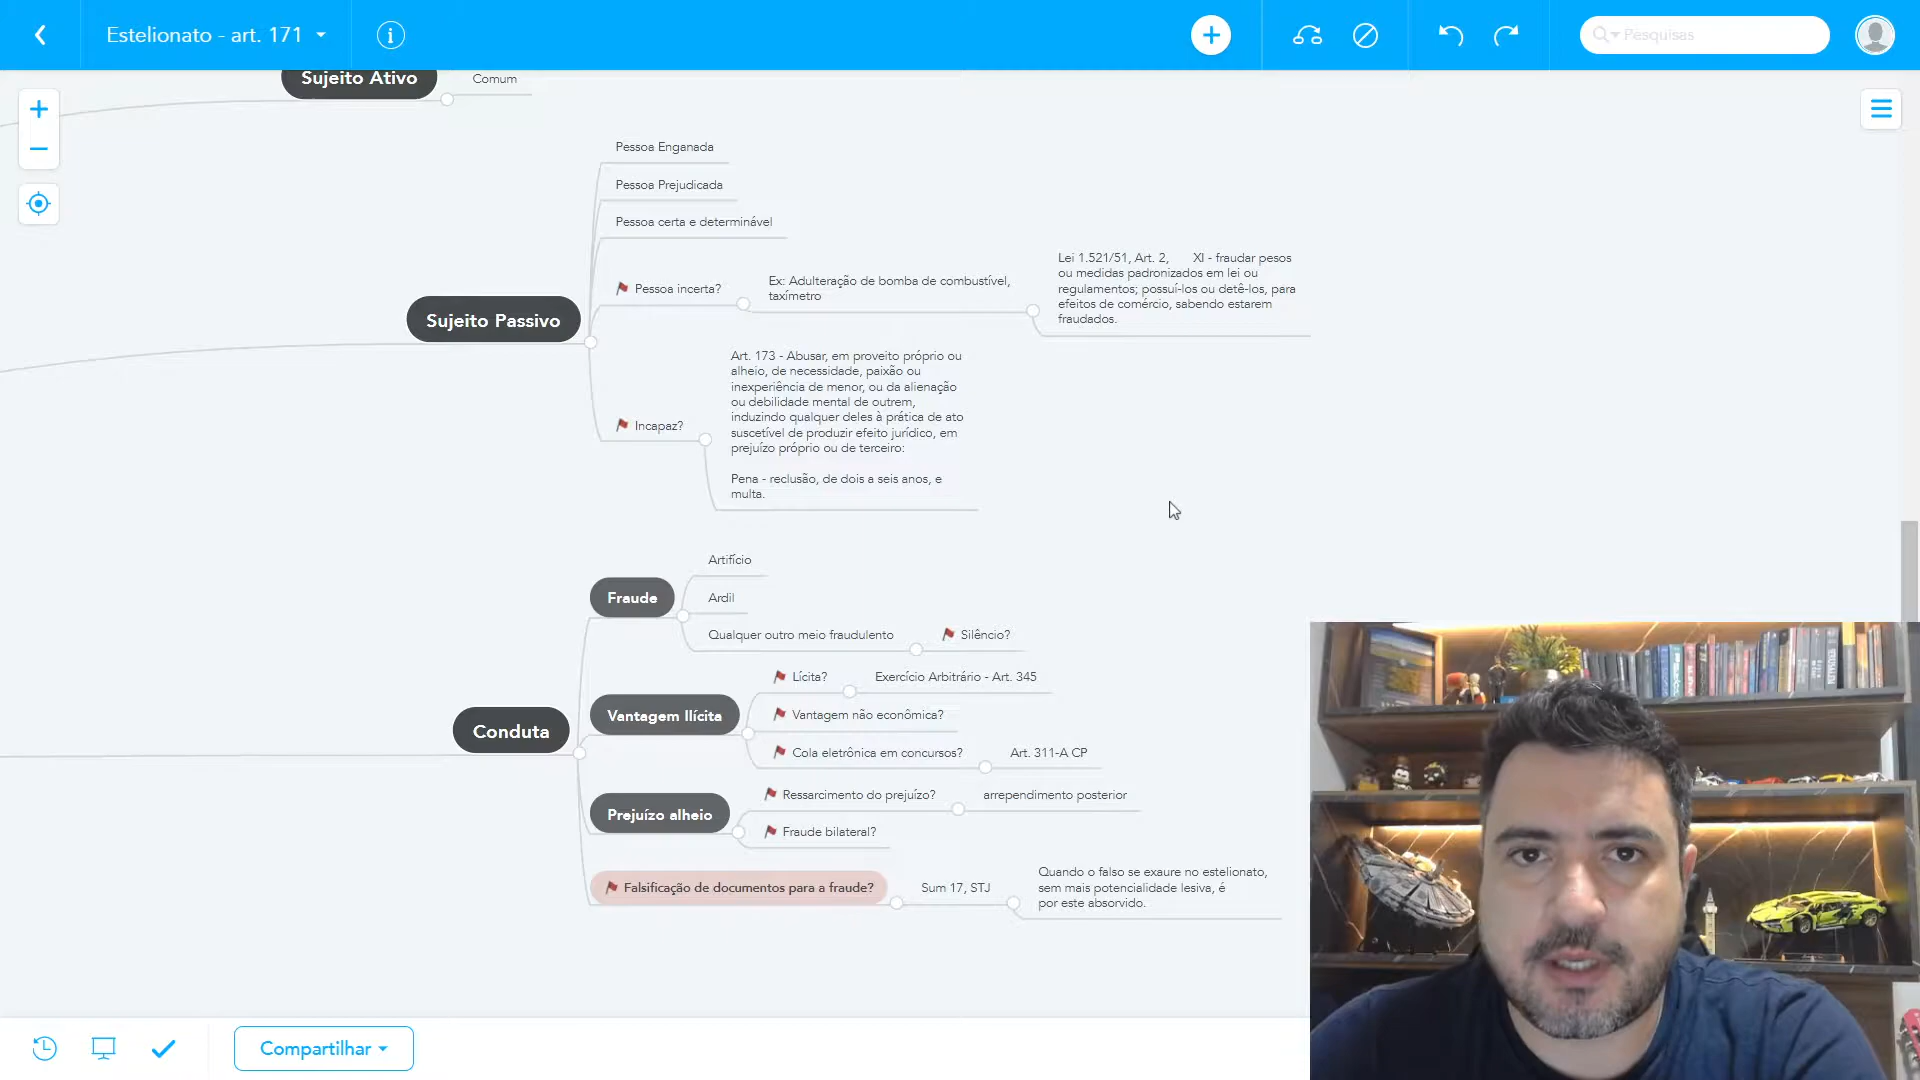 Estelionato - art. 171
Pesquisas
Sujeito Ativo
Comum
Pessoa Enganada
Pessoa Prejudicada
Pessoa certa e determinável
Sujeito Passivo
Pessoa incerta?
Ex: Adulteração de bomba de combustível,
taxímetro
Lei 1.521/51, Art. 2, XI - fraudar pesos
ou medidas padronizados em lei ou
regulamentos; possuí-los ou detê-los, para
efeitos de comércio, sabendo estarem
fraudados.
Incapaz?
Art. 173 - Abusar, em proveito próprio ou
alheio, de necessidade, paixão ou
inexperiência de menor, ou da alienação
ou debilidade mental de outrem,
induzindo qualquer deles à prática de ato
suscetível de produzir efeito jurídico, em
prejuízo próprio ou de terceiro:
Pena - reclusão, de dois a seis anos, e
multa.
Conduta
Fraude
Artifício
Ardil
Qualquer outro meio fraudulento
Silêncio?
Vantagem Ilícita
Lícita?
Exercício Arbitrário - Art. 345
Vantagem não econômica?
Cola eletrônica em concursos?
Art. 311-A CP
Prejuízo alheio
Ressarcimento do prejuízo?
arrependimento posterior
Fraude bilateral?
Falsificação de documentos para a fraude?
Sum 17, STJ
Quando o falso se exaure no estelionato,
sem mais potencialidade lesiva, é
por este absorvido.
Compartilhar